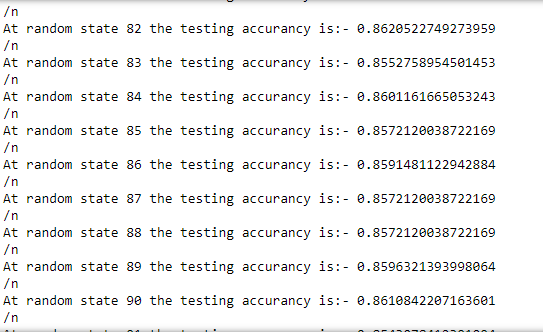 /n
At random state 82 the testing accurancy is:- 0.8620522749273959
/n
At random state 83 the testing accurancy is:- 0.8552758954501453
/n
At random state 84 the testing accurancy is:- 0.8601161665053243
/n
At random state 85 the testing accurancy is:- 0.8572120038722169
/n
At random state 86 the testing accurancy is:- 0.8591481122942884
/n
At random state 87 the testing accurancy is:- 0.8572120038722169
/n
At random state 88 the testing accurancy is:- 0.8572120038722169
/n
At random state 89 the testing accurancy is:- 0.8596321393998064
/n
At random state 90 the testing accurancy is:- 0.8610842207163601
/n